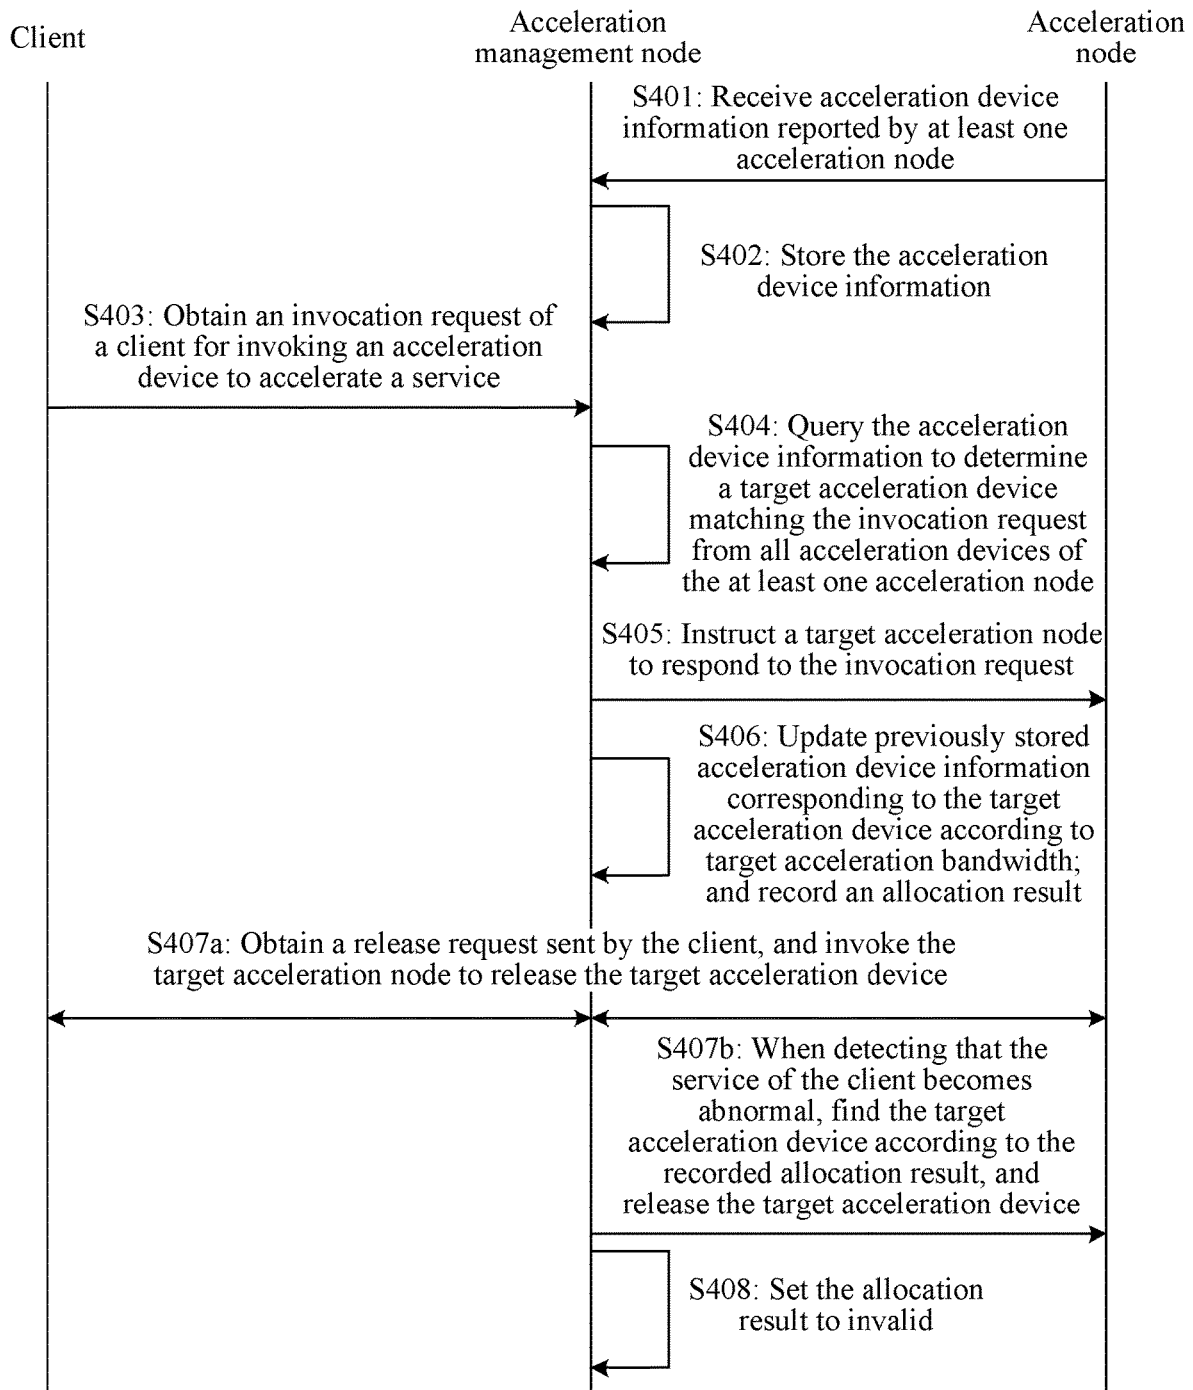 Client
Acceleration
management node
Acceleration
node
S401: Receive acceleration device
information reported by at least one
acceleration node
S402: Store the acceleration
device information
S403: Obtain an invocation request of
a client for invoking an acceleration
device to accelerate a service
S404: Query the acceleration
device information to determine
a target acceleration device
matching the invocation request
from all acceleration devices of
the at least one acceleration node
S405: Instruct a target acceleration node
to respond to the invocation request
S406: Update previously stored
acceleration device information
corresponding to the target
acceleration device according to
target acceleration bandwidth;
and record an allocation result
S407a: Obtain a release request sent by the client, and invoke the
target acceleration node to release the target acceleration device
S407b: When detecting that the
service of the client becomes
abnormal, find the target
acceleration device according to the
recorded allocation result, and
release the target acceleration device
S408: Set the allocation
result to invalid